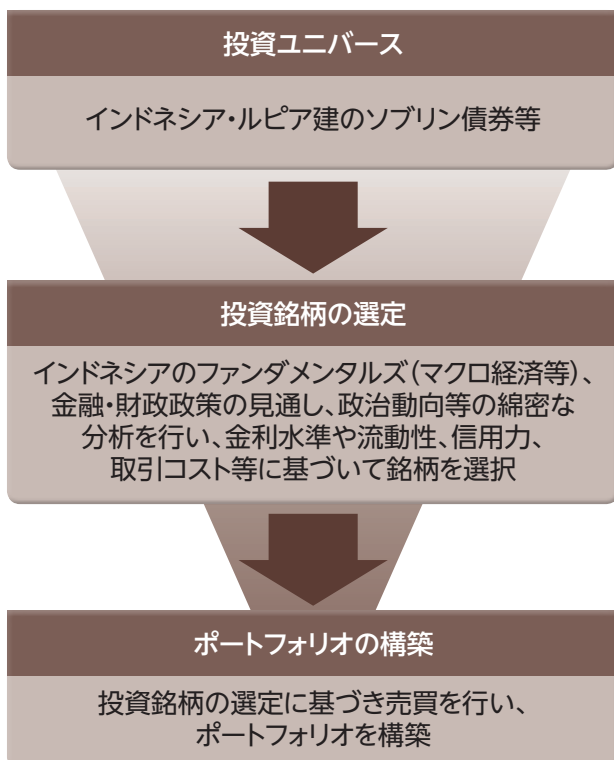 投資ユニバース
インドネシア・ルピア建のソブリン債券等
投資銘柄の選定
インドネシアのファンダメンタルズ(マクロ経済等)、
金融・財政政策の見通し、政治動向等の綿密な
分析を行い、金利水準や流動性、信用力、
取引コスト等に基づいて銘柄を選択
ポートフォリオの構築
投資銘柄の選定に基づき売買を行い、
ポートフォリオを構築